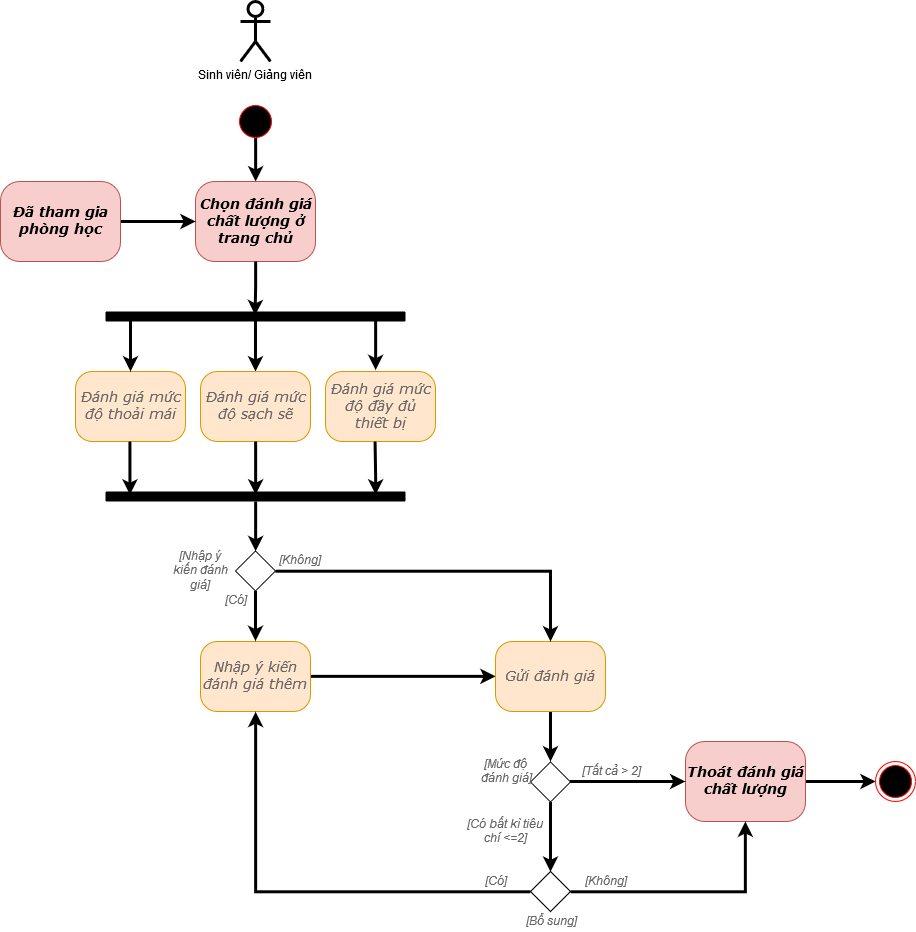 Sinh viên/ Giảng viên
Đã tham gia
phòng học
Chọn đánh giá
chất lượng ở
trang chủ
Đánh giá mức
độ thoải mái
Đánh giá mức
độ sạch sẽ
Đánh giá mức
độ đầy đủ
thiết bị
[Nhập ý
kiến đánh
giá]
[Không]
[Có]
Nhập ý kiến
đánh giá thêm
Gửi đánh giá
[Mức độ
đánh giá]
[Tất cả > 2]
Thoát đánh giá
chất lượng
[Có bất kì tiêu
chí <=2]
[Có]
[Không]
[Bổ sung]